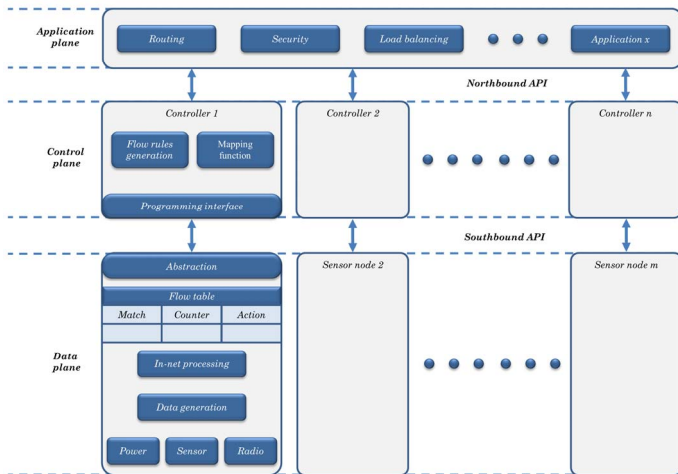 Application
plane
Routing
Security
Load balancing
Application x
Northbound API
Control
plane
Controller 1
Controller 2
Controller n
Flow rules
generation
Mapping
function
Programming interface
Southbound API
Data
plane
Abstraction
Sensor node 2
Sensor node m
Flow table
Match
Counter
Action
In-net processing
Data generation
Power
Sensor
Radio